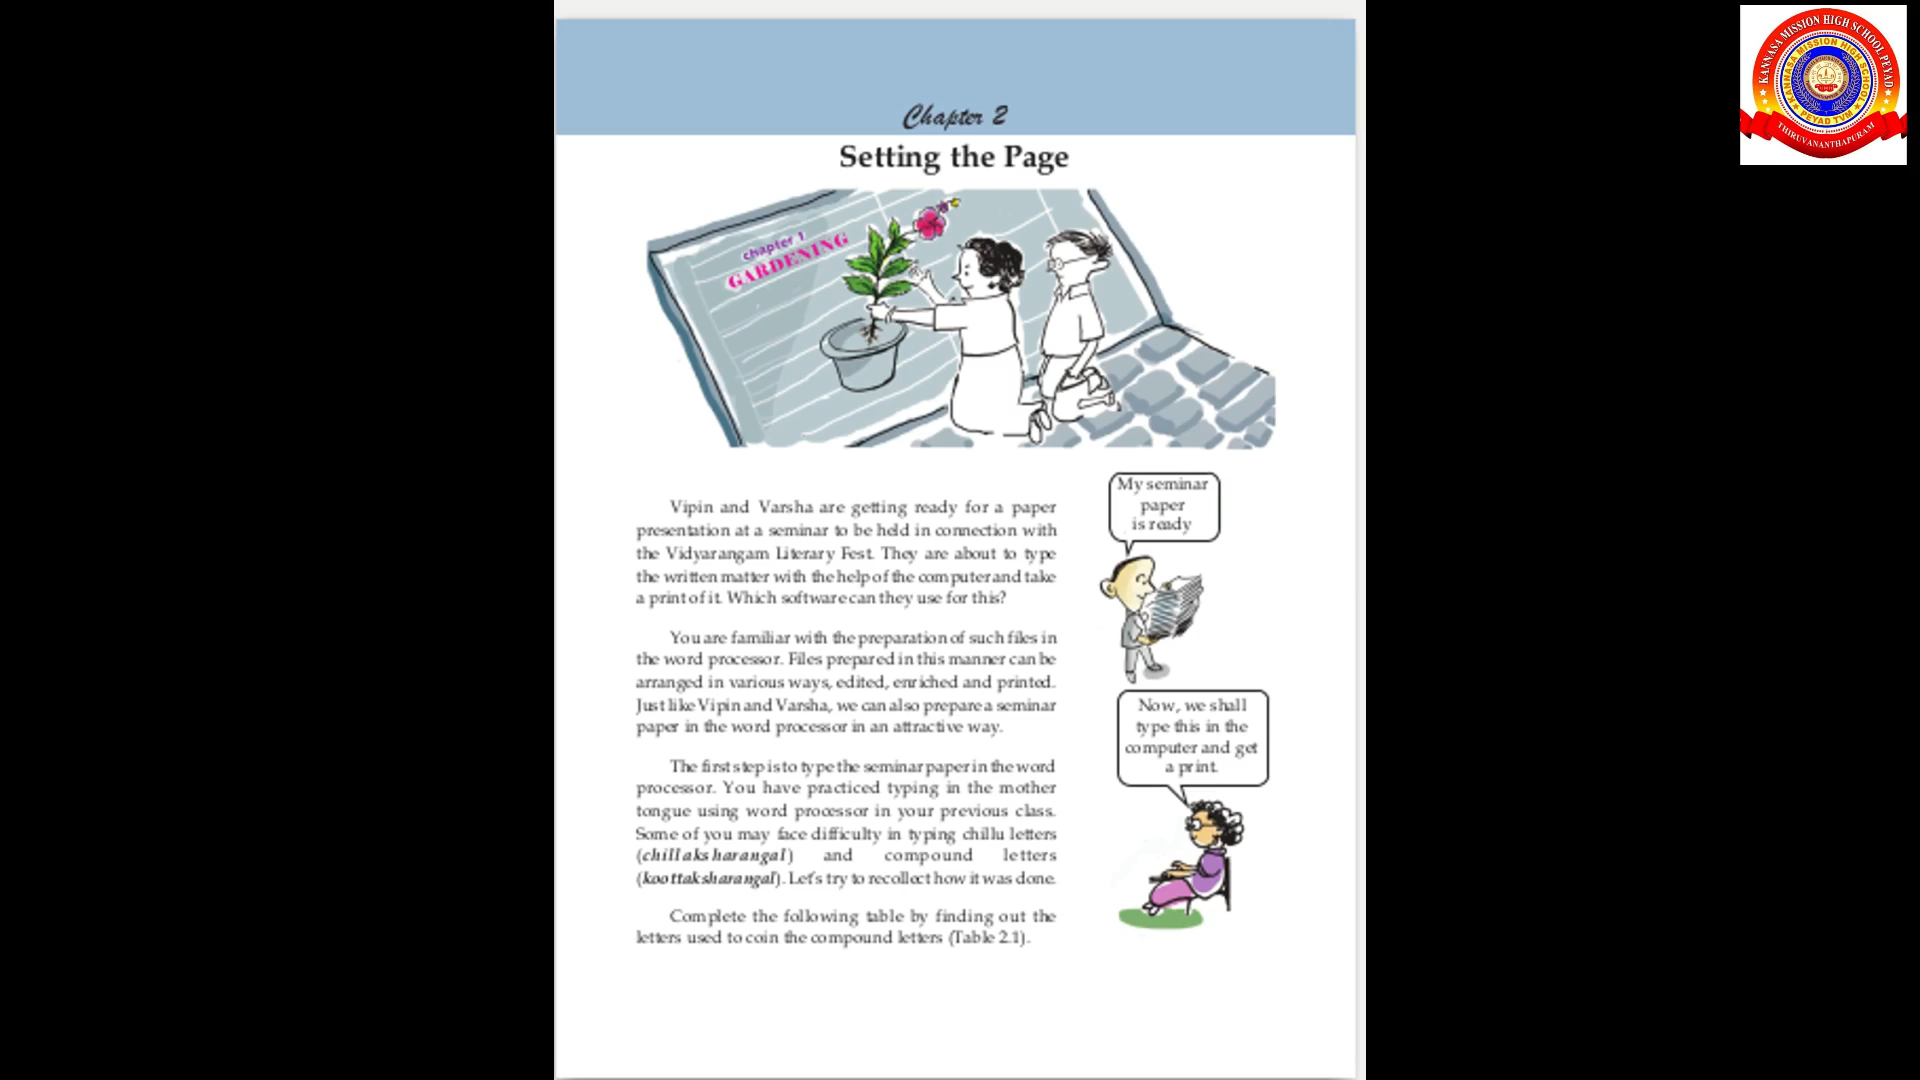 Chapter 2
Setting the Page
chapter 1
GARDENING
Vipin and Varsha are getting ready for a paper
presentation at a seminar to be held in connection with
the Vidyarangam Literary Fest. They are about to type
the written matter with the help of the computer and take
a print of it. Which software can they use for this?
You are familiar with the preparation of such files in
the word processor. Files prepared in this manner can be
arranged in various ways, edited, enriched and printed.
Just like Vipin and Varsha, we can also prepare a seminar
paper in the word processor in an attractive way.
The first step is to type the seminar paper in the word
processor. You have practiced typing in the mother
tongue using word processor in your previous class.
Some of you may face difficulty in typing chillu letters
(chillaksharangal) and compound letters
(koottaksharangal). Let's try to recollect how it was done.
Complete the following table by finding out the
letters used to coin the compound letters (Table 2.1).
My seminar
paper
is ready
Now, we shall
type this in the
computer and get
a print.
KANNASA MISSION HIGH SCHOOL PEYAD
KANNASA MISSION HIGH SCHOOL
PEYAD TVM
THIRUVANANTHAPURAM